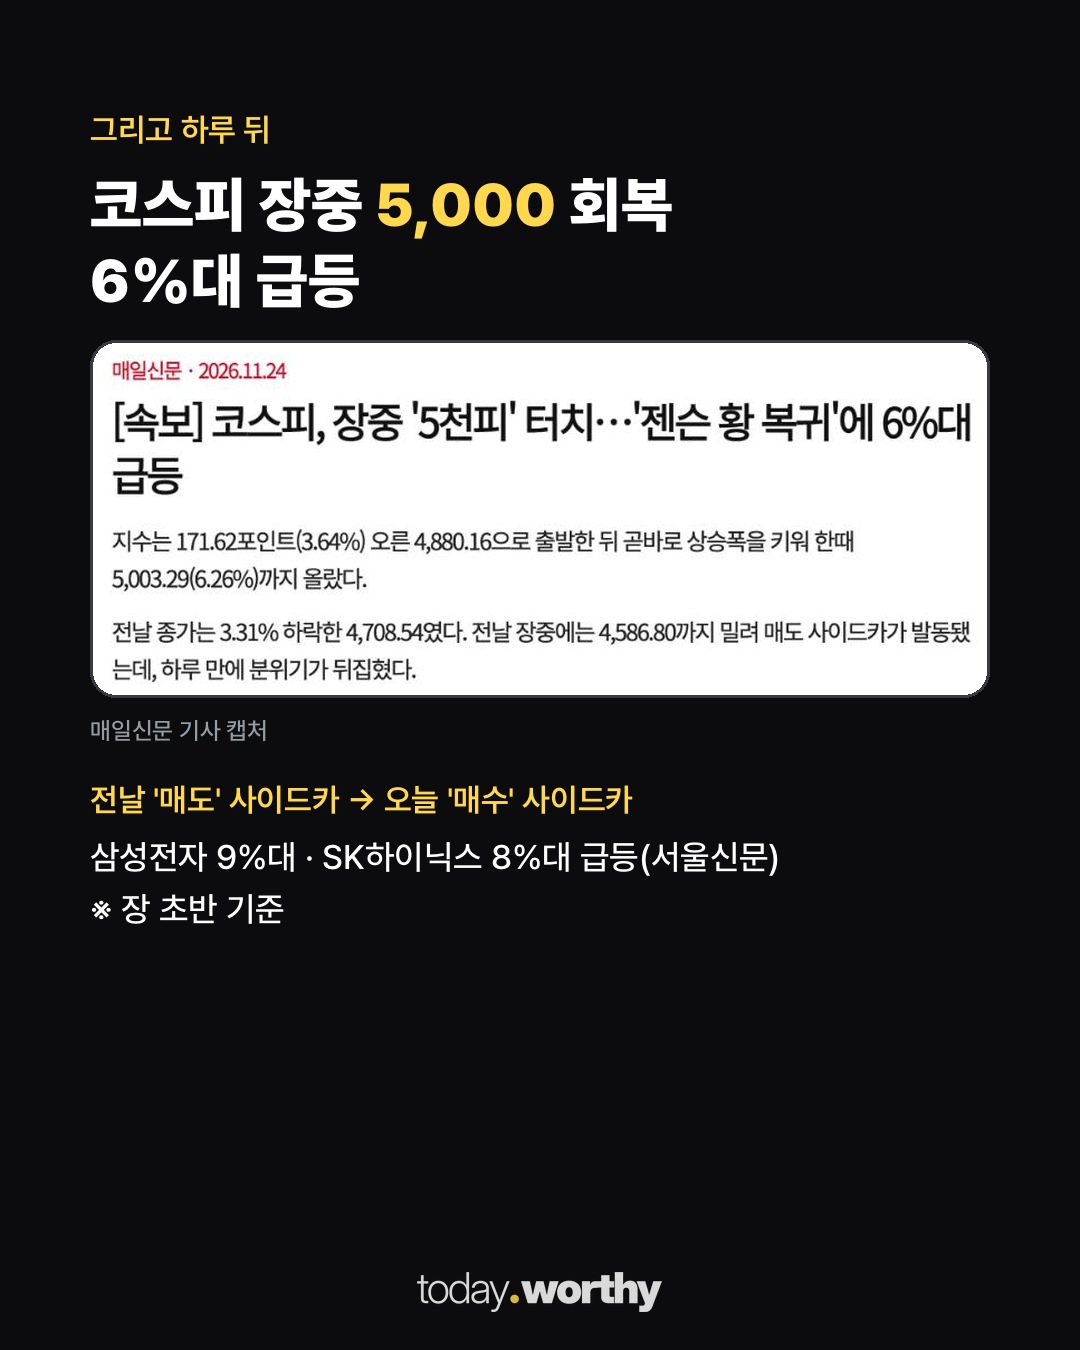 그리고 하루 뒤
코스피 장중 5,000 회복
6%대 급등
매일신문 · 2026.11.24
[속보] 코스피, 장중 '5천피' 터치…'젠슨 황 복귀'에 6%대
급등
지수는 171.62포인트(3.64%) 오른 4,880.16으로 출발한 뒤 곧바로 상승폭을 키워 한때
5,003.29(6.26%)까지 올랐다.
전날 종가는 3.31% 하락한 4,708.54였다. 전날 장중에는 4,586.80까지 밀려 매도 사이드카가 발동됐
는데, 하루 만에 분위기가 뒤집혔다.
매일신문 기사 캡처
전날 '매도' 사이드카 → 오늘 '매수' 사이드카
삼성전자 9%대 · SK하이닉스 8%대 급등(서울신문)
※ 장 초반 기준
today.worthy